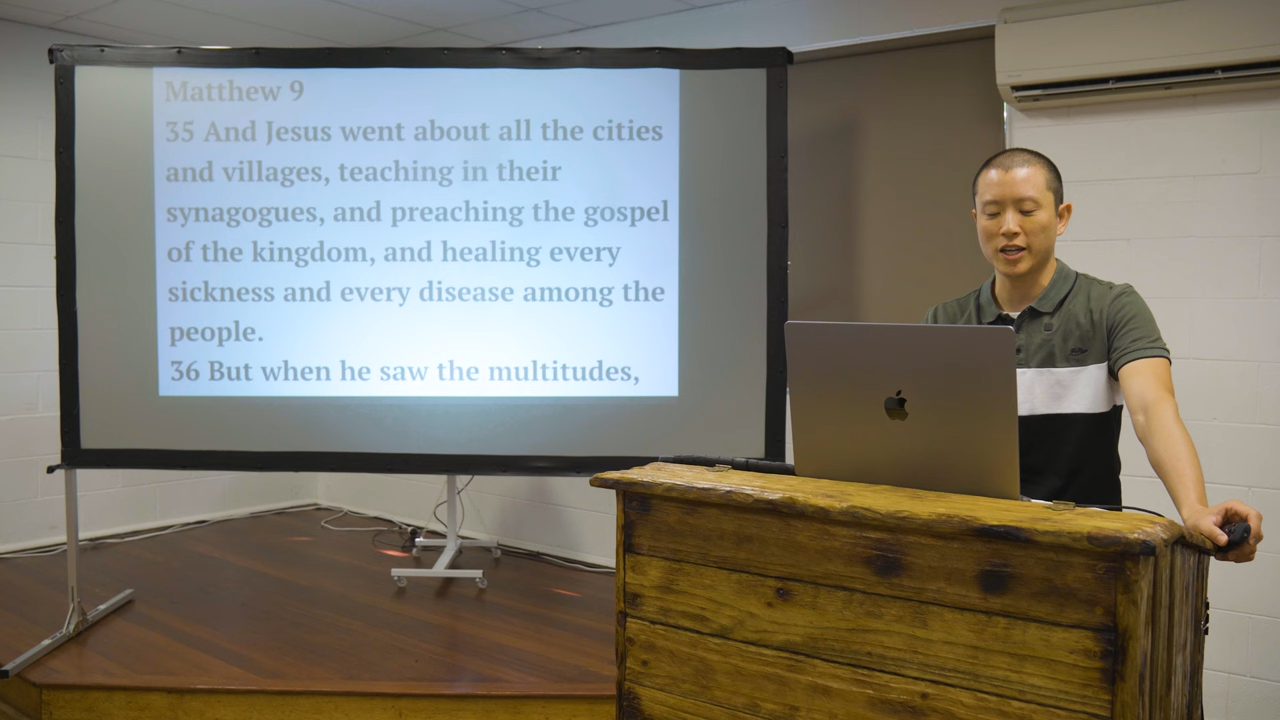 Matthew 9
35 And Jesus went about all the cities
and villages, teaching in their
synagogues, and preaching the gospel
of the kingdom, and healing every
sickness and every disease among the
people.
36 But when he saw the multitudes,